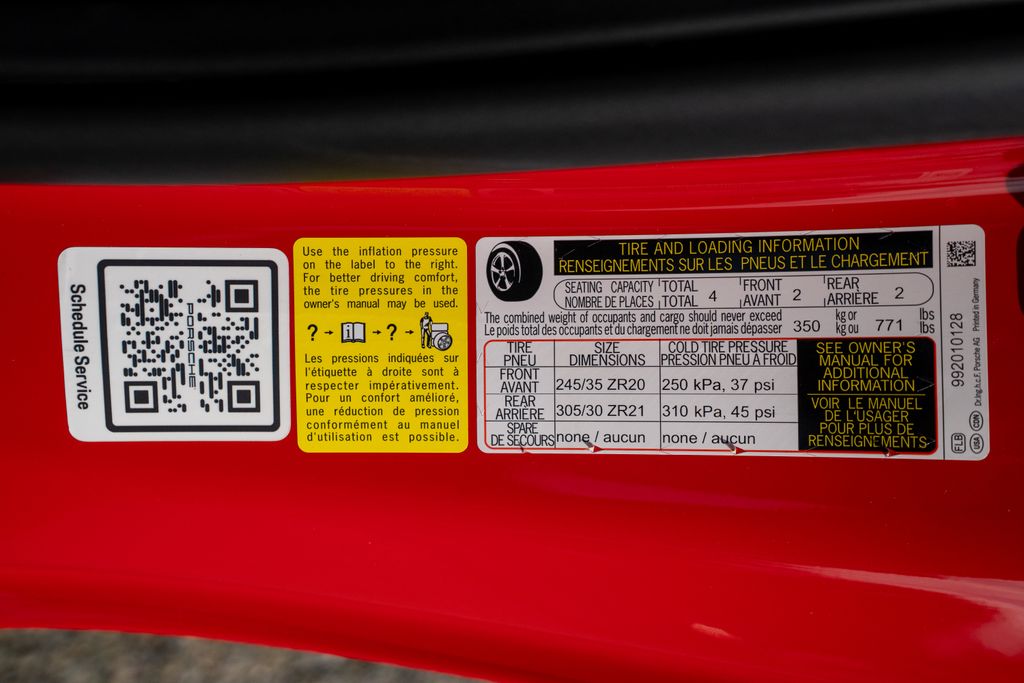 Schedule Service
PORSCHE
Use the inflation pressure
on the label to the right.
For better driving comfort,
the tire pressures in the
owner's manual may be used.
? → i → ? →
Les pressions indiquées sur
l'étiquette à droite sont à
respecter impérativement.
Pour un confort amélioré,
une réduction de pression
conformément au manuel
d'utilisation est possible.
TIRE AND LOADING INFORMATION
RENSEIGNEMENTS SUR LES PNEUS ET LE CHARGEMENT
SEATING CAPACITY TOTAL FRONT REAR
NOMBRE DE PLACES TOTAL 4 AVANT 2 ARRIÈRE 2
The combined weight of occupants and cargo should never exceed kg or lbs
Le poids total des occupants et du chargement ne doit jamais dépasser 350 kg ou 771 lbs
TIRE SIZE COLD TIRE PRESSURE
PNEU DIMENSIONS PRESSION PNEU À FROID
FRONT
AVANT 245/35 ZR20 250 kPa, 37 psi
REAR
ARRIÈRE 305/30 ZR21 310 kPa, 45 psi
SPARE
DE SECOURS none / aucun none / aucun
SEE OWNER'S
MANUAL FOR
ADDITIONAL
INFORMATION
VOIR LE MANUEL
DE L'USAGER
POUR PLUS DE
RENSEIGNEMENTS
992010128
Dr.Ing.h.c.F. Porsche AG Printed in Germany
FLB
USA CDN